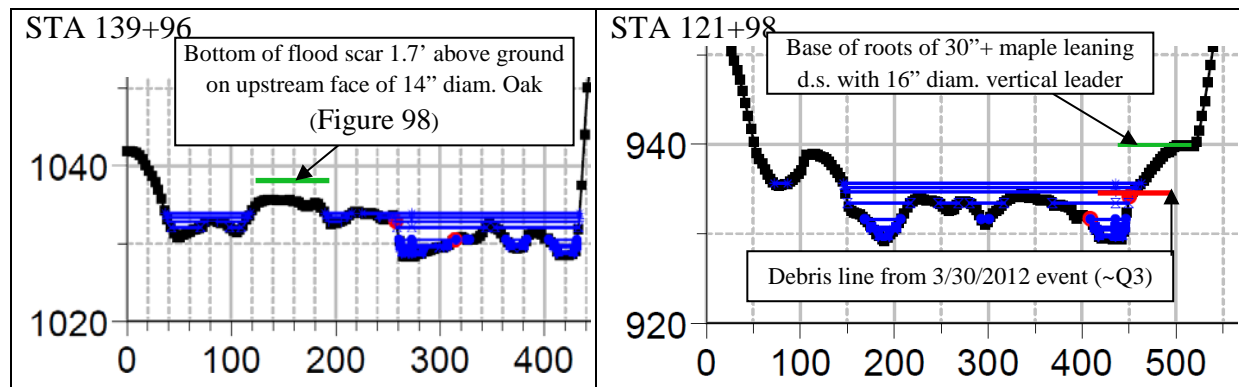 STA 139+96
Bottom of flood scar 1.7’ above ground
on upstream face of 14” diam. Oak
(Figure 98)
1040
1020
0 100 200 300 400
STA 121+98
Base of roots of 30”+ maple leaning
d.s. with 16” diam. vertical leader
940
Debris line from 3/30/2012 event (~Q3)
920
0 100 200 300 400 500